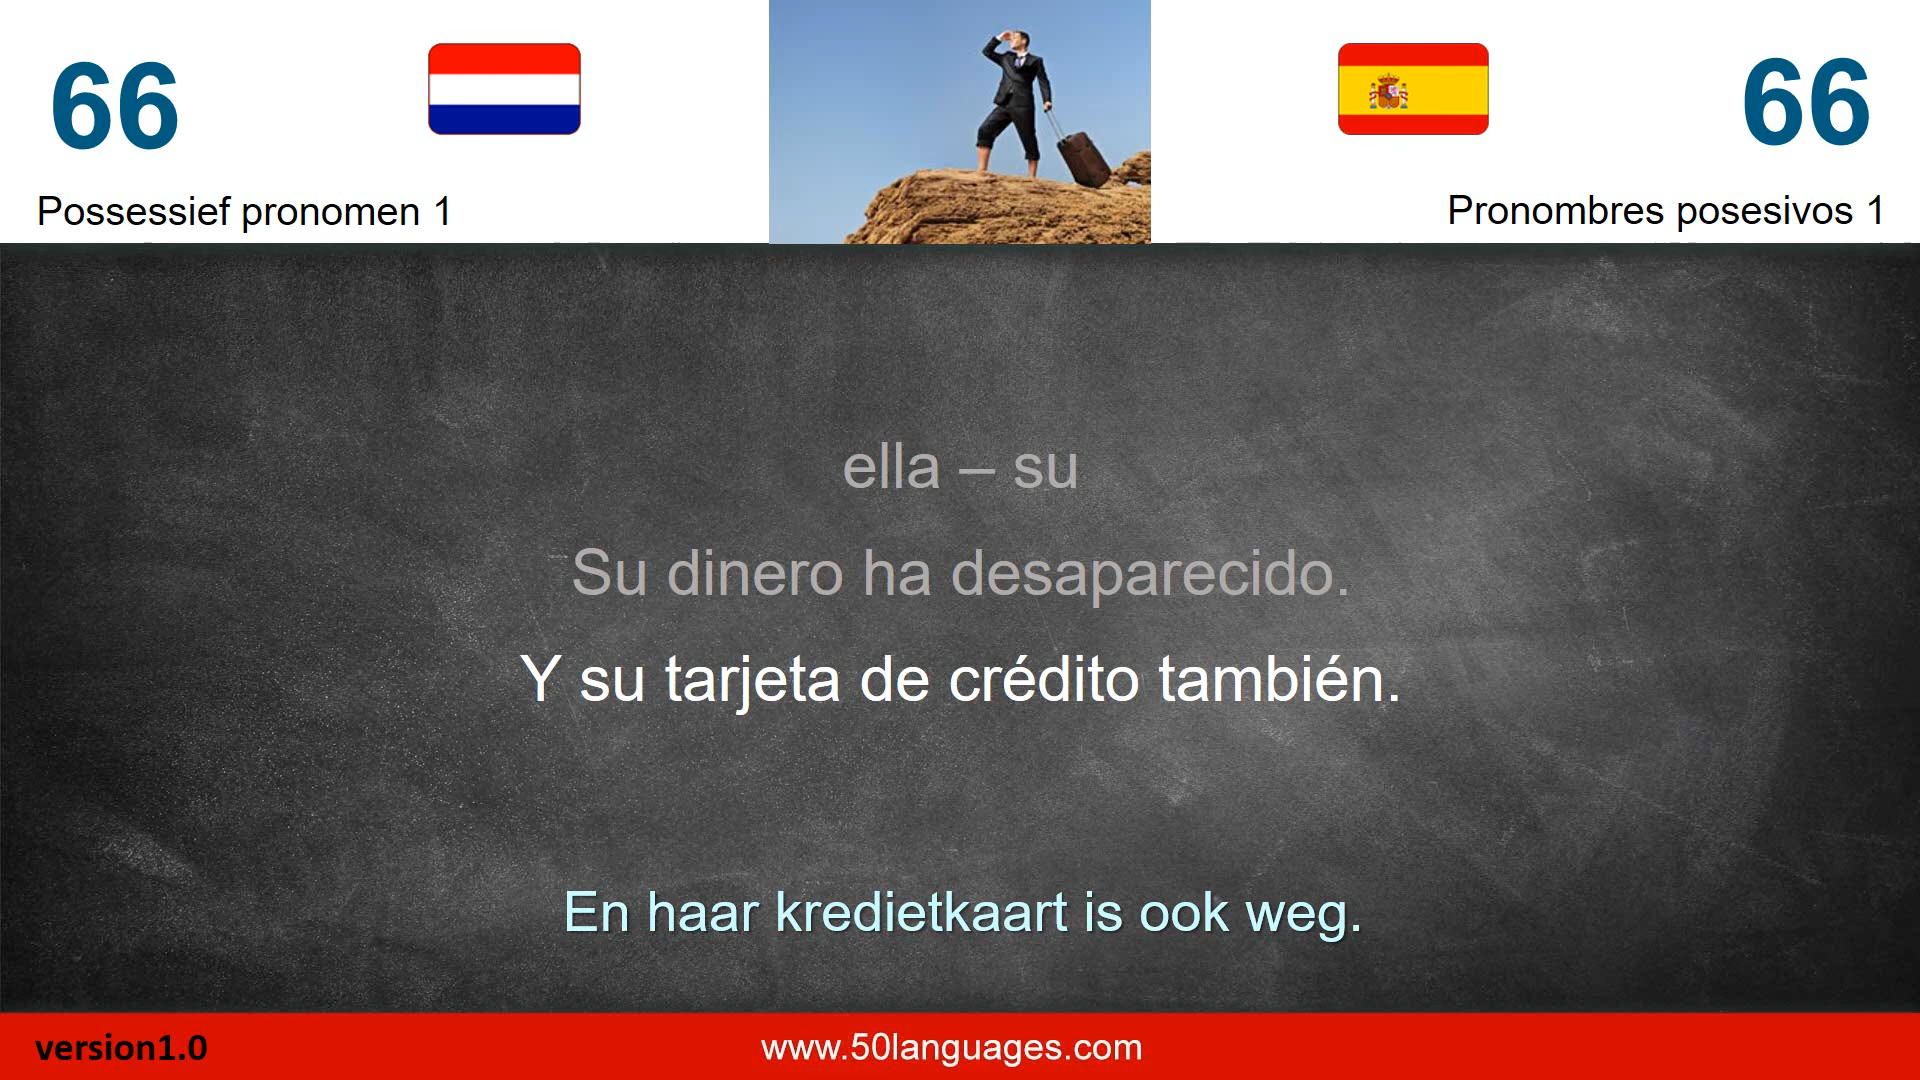 66
66
Possessief pronomen 1
Pronombres posesivos 1
ella – su
Su dinero ha desaparecido.
Y su tarjeta de crédito también.
En haar kredietkaart is ook weg.
version1.0
www.50languages.com